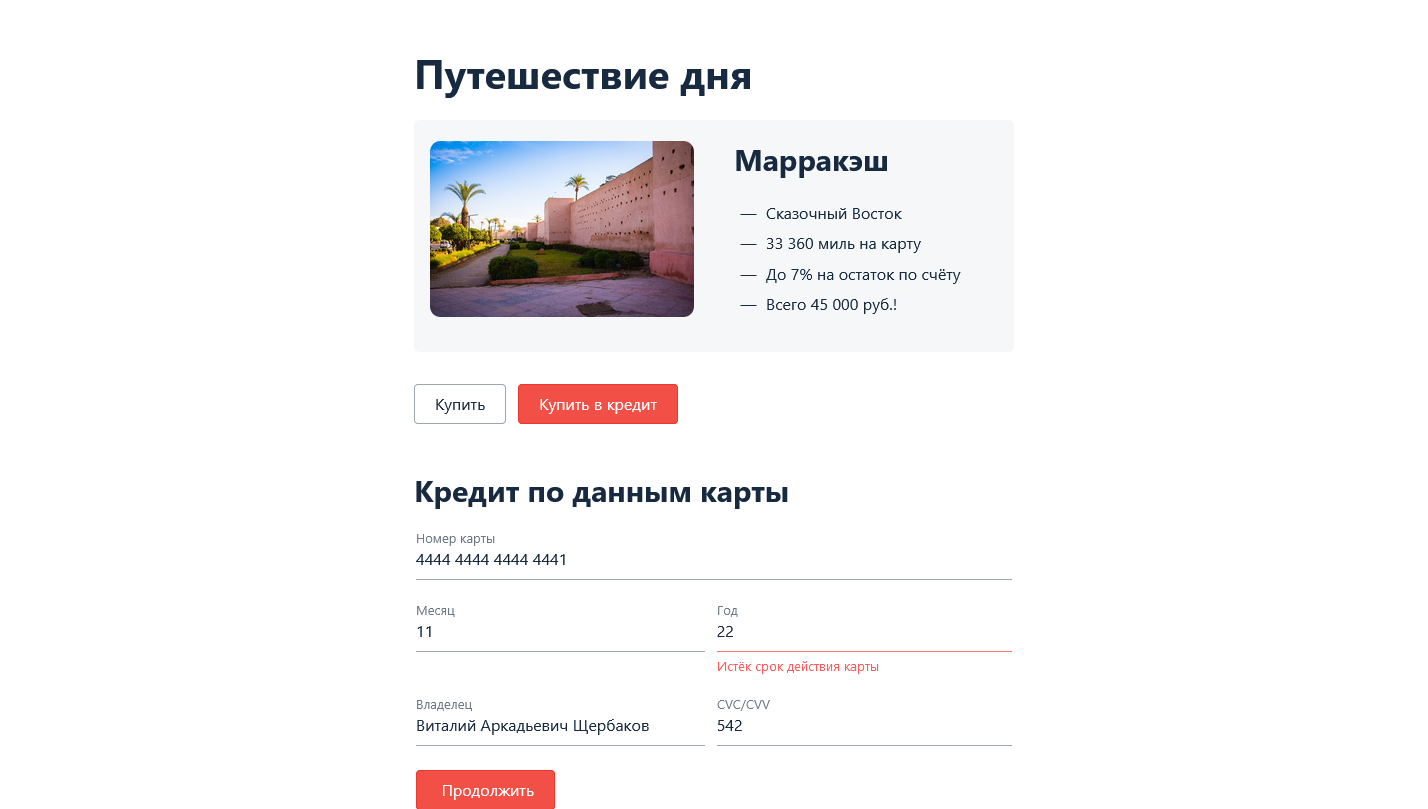 Путешествие дня
Марракэш
— Сказочный Восток
— 33 360 миль на карту
— До 7% на остаток по счёту
— Всего 45 000 руб.!
Купить
Купить в кредит
Кредит по данным карты
Номер карты
4444 4444 4444 4441
Месяц
11
Год
22
Истёк срок действия карты
Владелец
Виталий Аркадьевич Щербаков
CVC/CVV
542
Продолжить